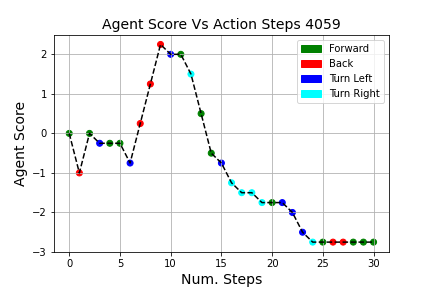 Agent Score Vs Action Steps 4059
Agent Score
2
1
0
−1
−2
−3
Forward
Back
Turn Left
Turn Right
0 5 10 15 20 25 30
Num. Steps